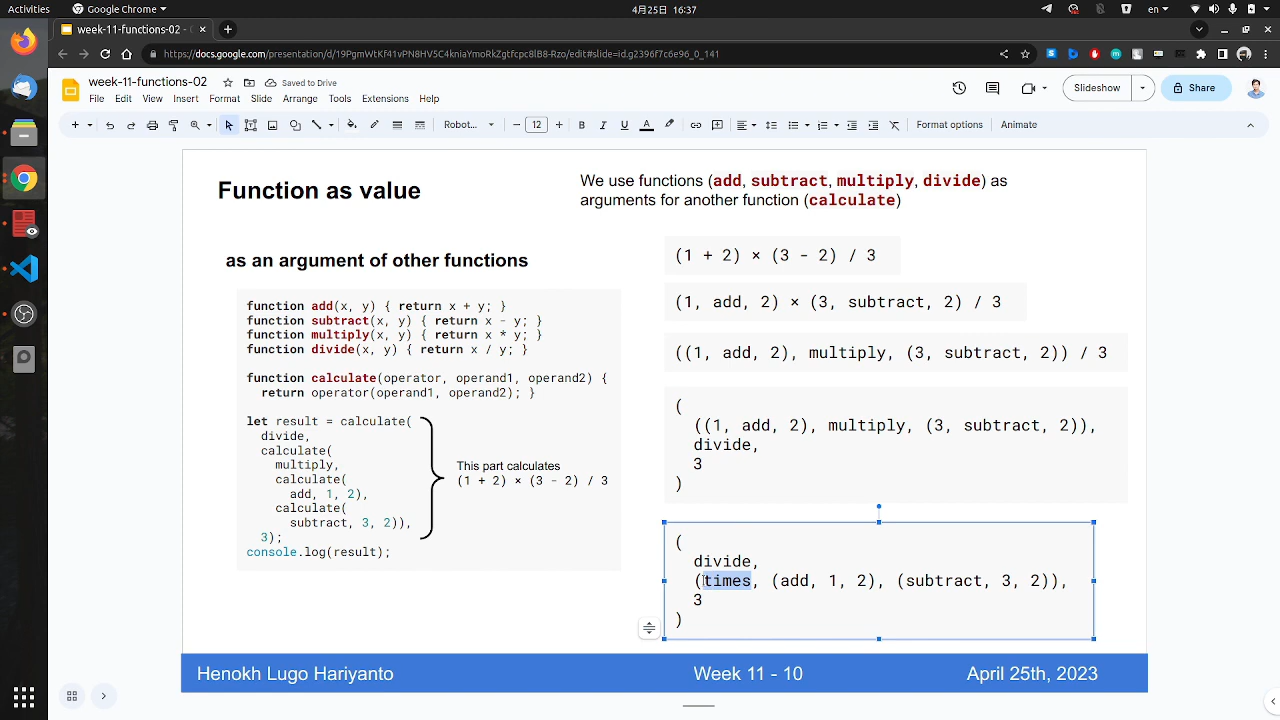 Activities
Google Chrome
4月25日 16:37
en
week-11-functions-02 - G
https://docs.google.com/presentation/d/19PgmWtKf41vPN8HV5C4kniaYmoRkZgtfcpc8lB8-Rzo/edit#slide=id.g2396f7c6e96_0_141
week-11-functions-02
Saved to Drive
File Edit View Insert Format Slide Arrange Tools Extensions Help
Slideshow
Share
12
B I U A
Format options
Animate
Function as value
We use functions (add, subtract, multiply, divide) as
arguments for another function (calculate)
as an argument of other functions
function add(x, y) { return x + y; }
function subtract(x, y) { return x - y; }
function multiply(x, y) { return x * y; }
function divide(x, y) { return x / y; }
function calculate(operator, operand1, operand2) {
return operator(operand1, operand2); }
let result = calculate(
divide,
calculate(
multiply,
calculate(
add, 1, 2),
calculate(
subtract, 3, 2)),
3);
console.log(result);
This part calculates
(1 + 2) × (3 - 2) / 3
(1 + 2) × (3 - 2) / 3
(1, add, 2) × (3, subtract, 2) / 3
((1, add, 2), multiply, (3, subtract, 2)) / 3
(
((1, add, 2), multiply, (3, subtract, 2)),
divide,
3
)
(
divide,
(times, (add, 1, 2), (subtract, 3, 2)),
3
)
Henokh Lugo Hariyanto
Week 11 - 10
April 25th, 2023